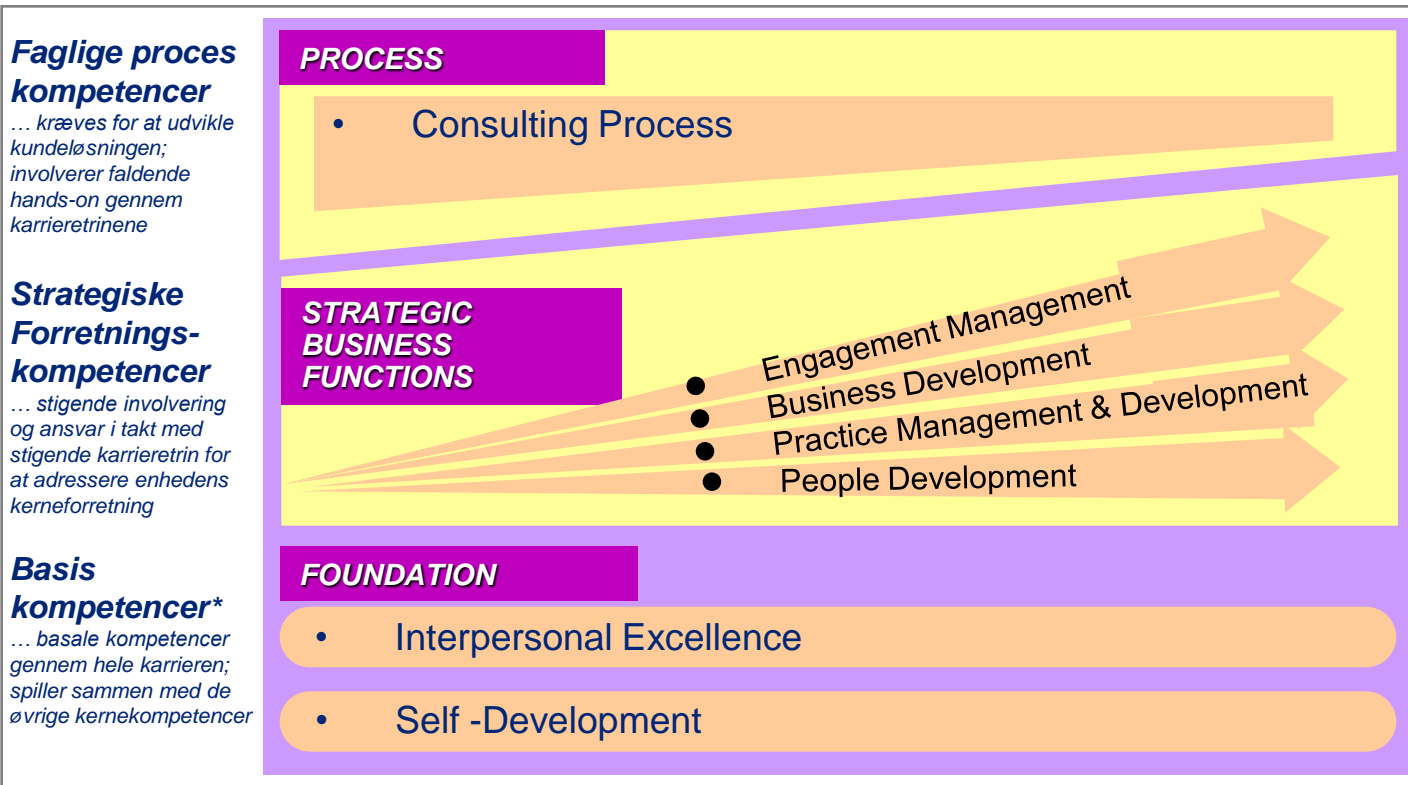 Faglige proces
kompetencer
… kræves for at udvikle
kundeløsningen;
involverer faldende
hands-on gennem
karrieretrinene
PROCESS
• Consulting Process
Strategiske
Forretnings-
kompetencer
… stigende involvering
og ansvar i takt med
stigende karrieretrin for
at adressere enhedens
kerneforretning
STRATEGIC
BUSINESS
FUNCTIONS
● Engagement Management
● Business Development
● Practice Management & Development
● People Development
Basis
kompetencer*
… basale kompetencer
gennem hele karrieren;
spiller sammen med de
øvrige kernekompetencer
FOUNDATION
• Interpersonal Excellence
• Self -Development